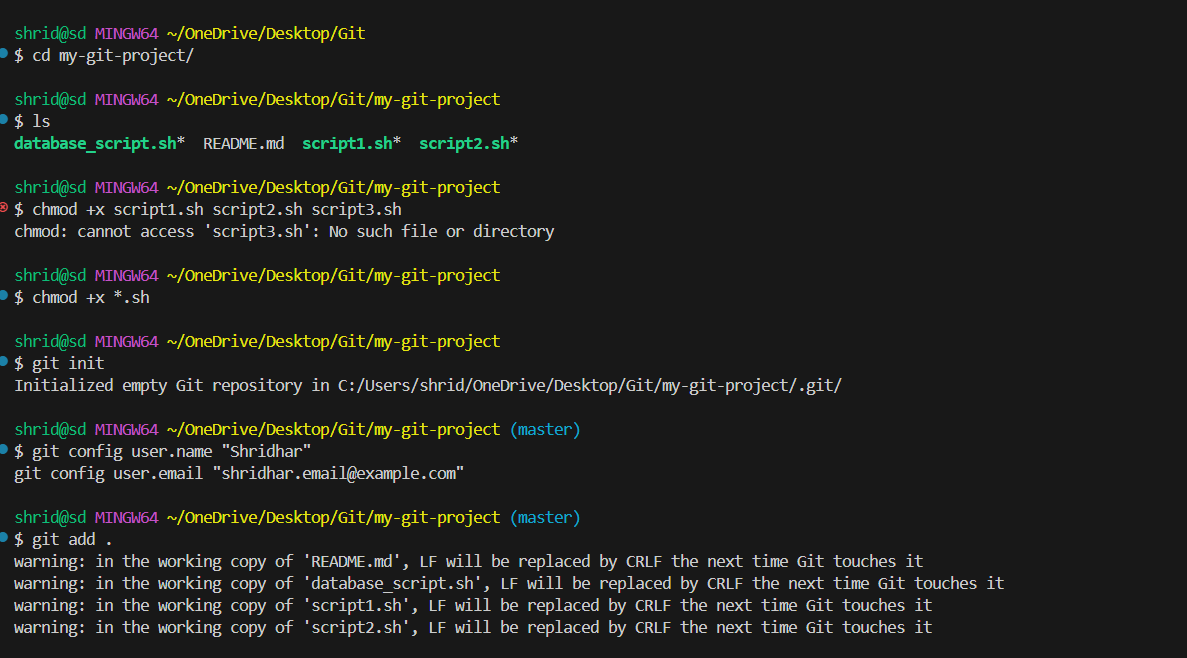 shrid@sd MINGW64 ~/OneDrive/Desktop/Git
$ cd my-git-project/
shrid@sd MINGW64 ~/OneDrive/Desktop/Git/my-git-project
$ ls
database_script.sh*  README.md  script1.sh*  script2.sh*
shrid@sd MINGW64 ~/OneDrive/Desktop/Git/my-git-project
$ chmod +x script1.sh script2.sh script3.sh
chmod: cannot access 'script3.sh': No such file or directory
shrid@sd MINGW64 ~/OneDrive/Desktop/Git/my-git-project
$ chmod +x *.sh
shrid@sd MINGW64 ~/OneDrive/Desktop/Git/my-git-project
$ git init
Initialized empty Git repository in C:/Users/shrid/OneDrive/Desktop/Git/my-git-project/.git/
shrid@sd MINGW64 ~/OneDrive/Desktop/Git/my-git-project (master)
$ git config user.name "Shridhar"
git config user.email "shridhar.email@example.com"
shrid@sd MINGW64 ~/OneDrive/Desktop/Git/my-git-project (master)
$ git add .
warning: in the working copy of 'README.md', LF will be replaced by CRLF the next time Git touches it
warning: in the working copy of 'database_script.sh', LF will be replaced by CRLF the next time Git touches it
warning: in the working copy of 'script1.sh', LF will be replaced by CRLF the next time Git touches it
warning: in the working copy of 'script2.sh', LF will be replaced by CRLF the next time Git touches it